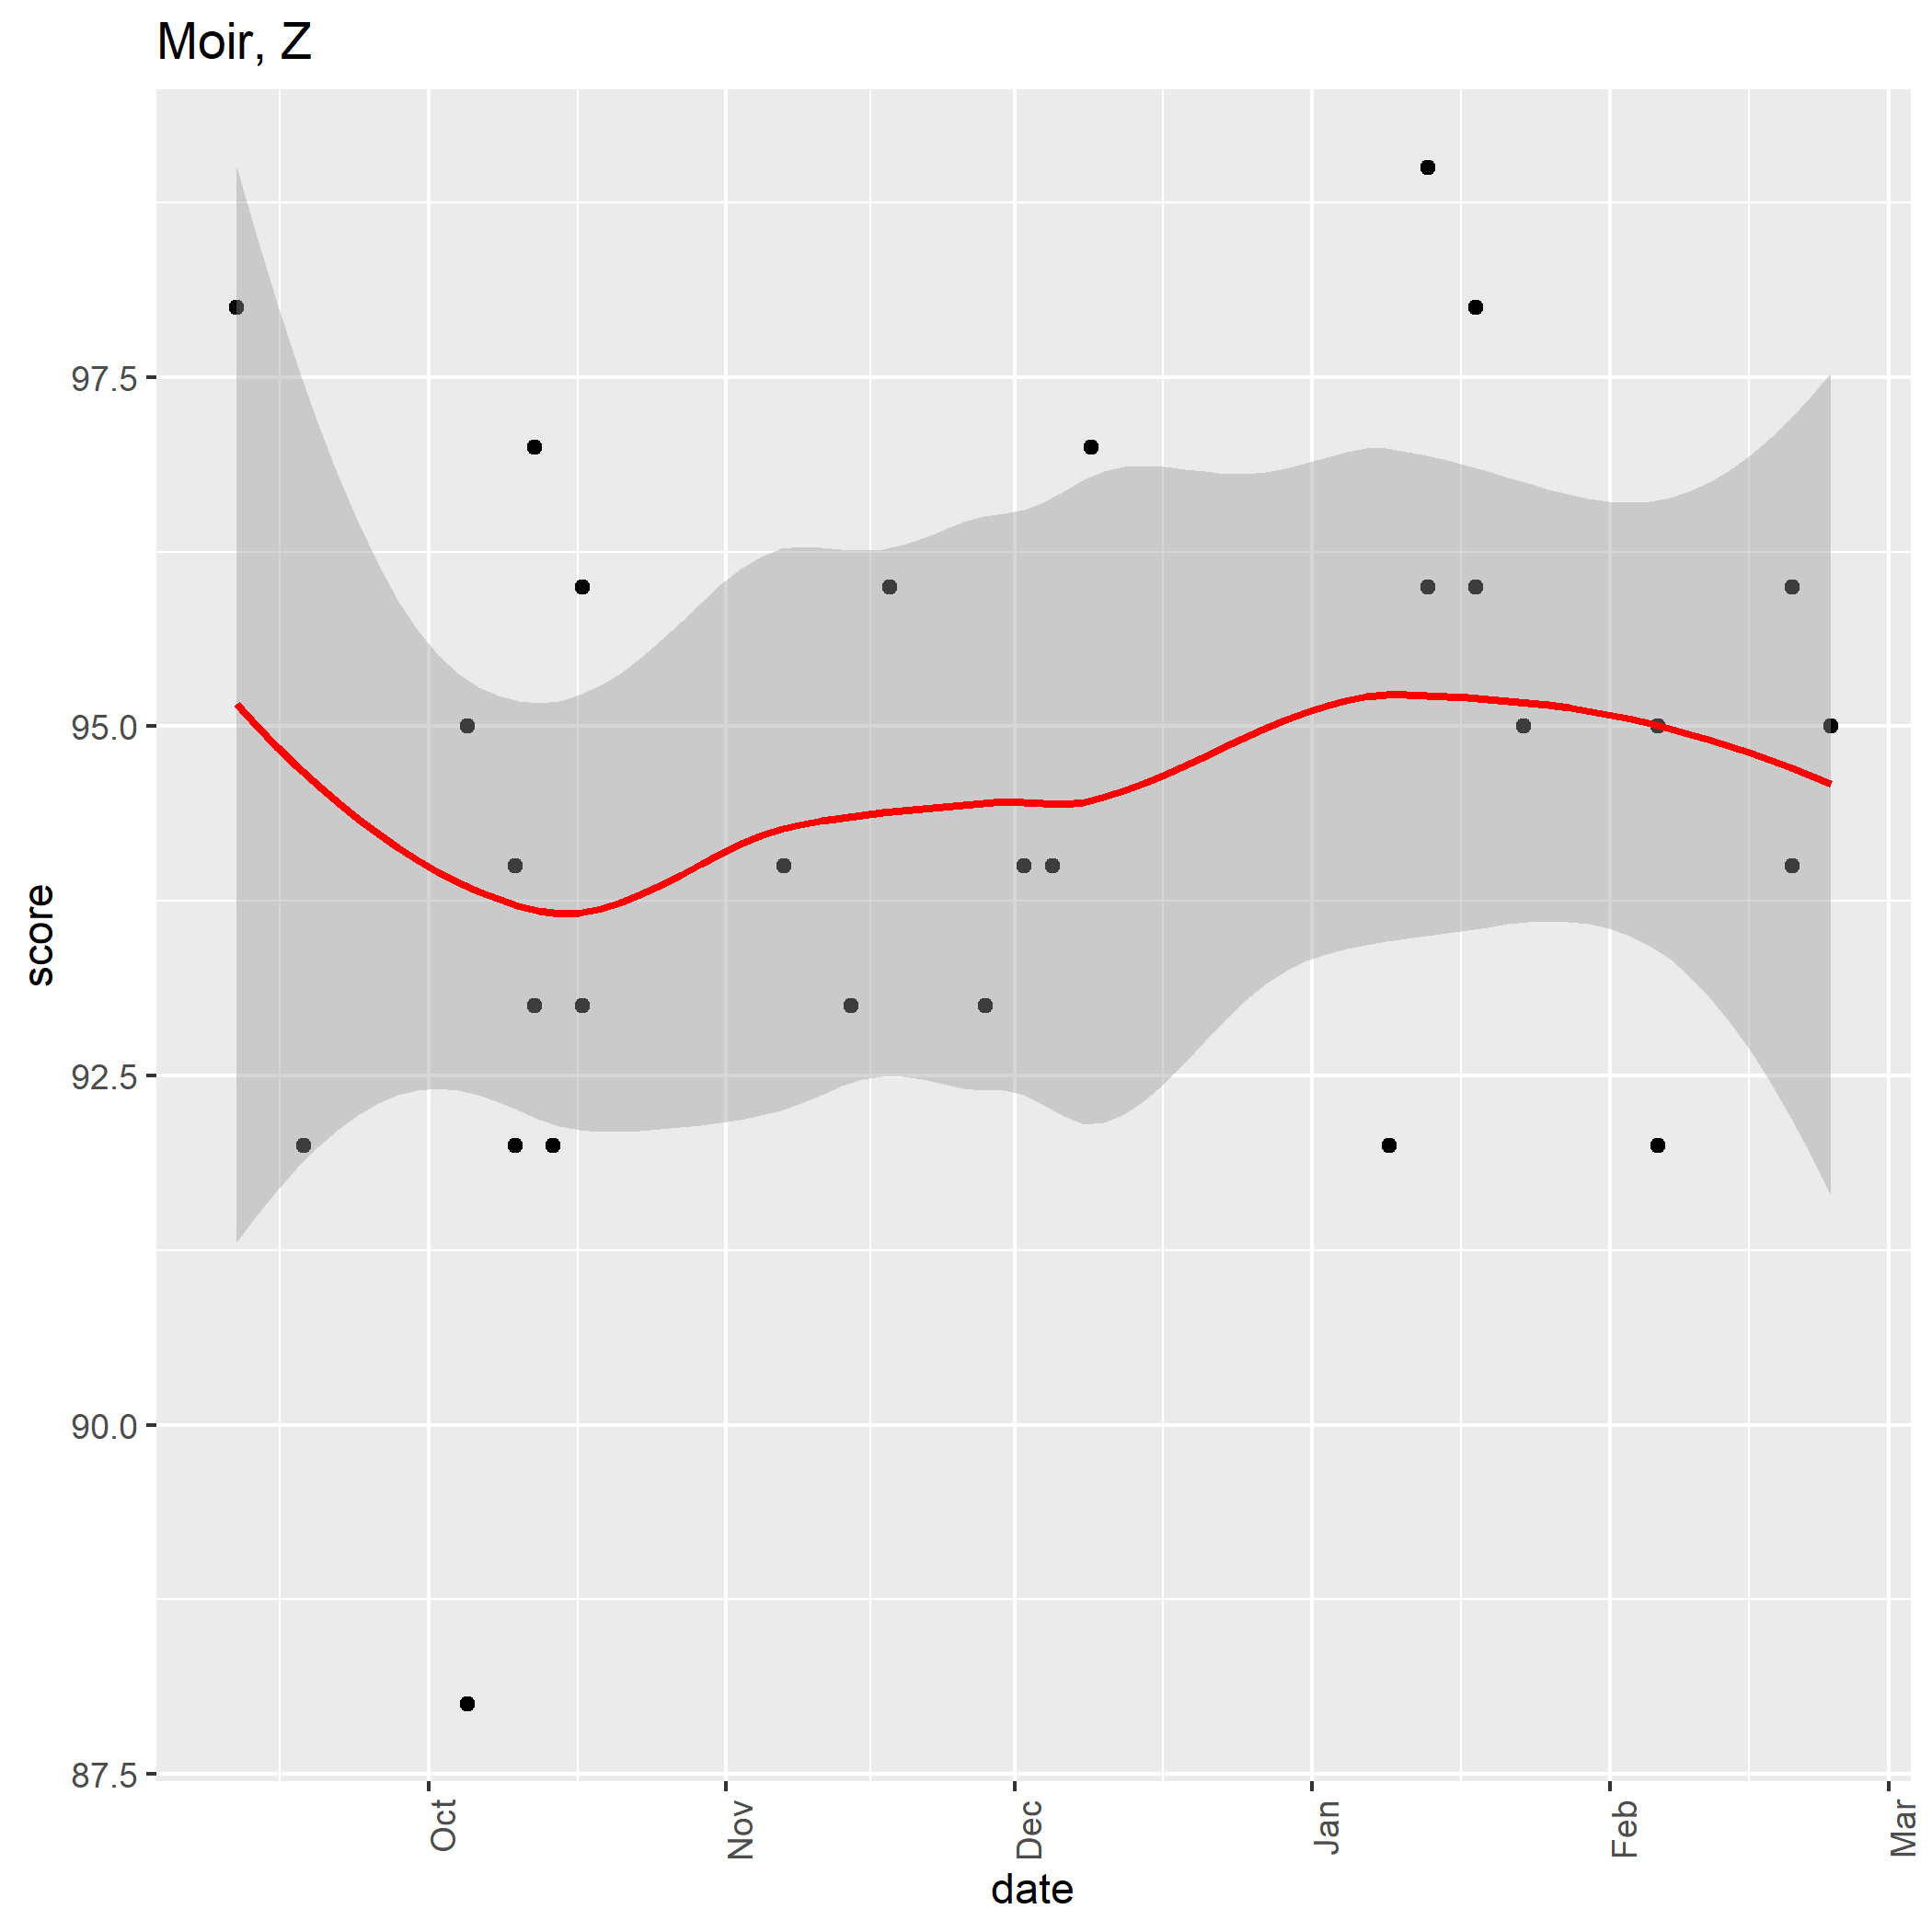 Moir, Z
97.5
95.0
92.5
90.0
87.5
score
Oct
Nov
Dec
Jan
Feb
Mar
date